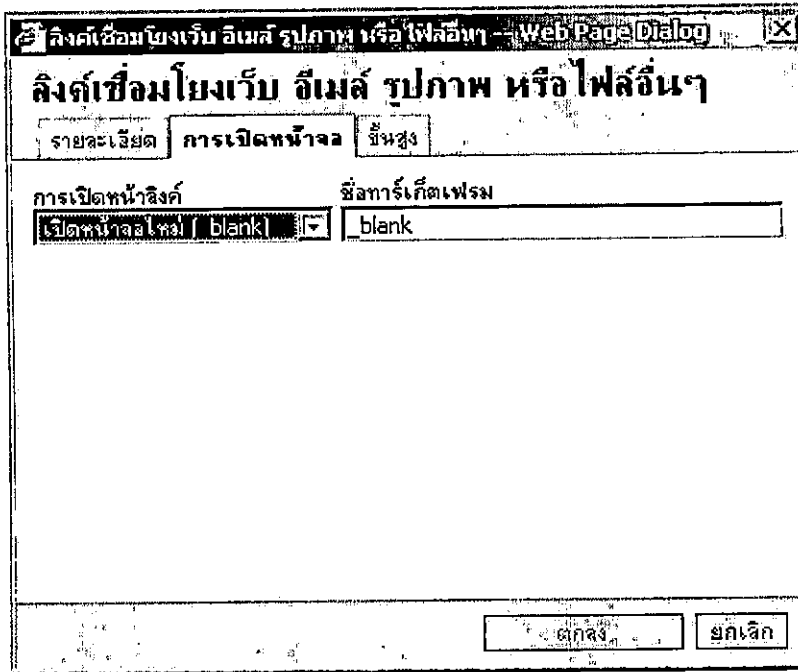 ลิงค์เชื่อมโยงเว็บ อีเมล์ รูปภาพ หรือไฟล์อื่นๆ -- Web Page Dialog
ลิงค์เชื่อมโยงเว็บ อีเมล์ รูปภาพ หรือไฟล์อื่นๆ
รายละเอียด การเปิดหน้าจอ ขั้นสูง
การเปิดหน้าลิงค์ ชื่อทาร์เก็ตเฟรม
เปิดหน้าจอใหม่ (_blank) _blank
ตกลง ยกเลิก